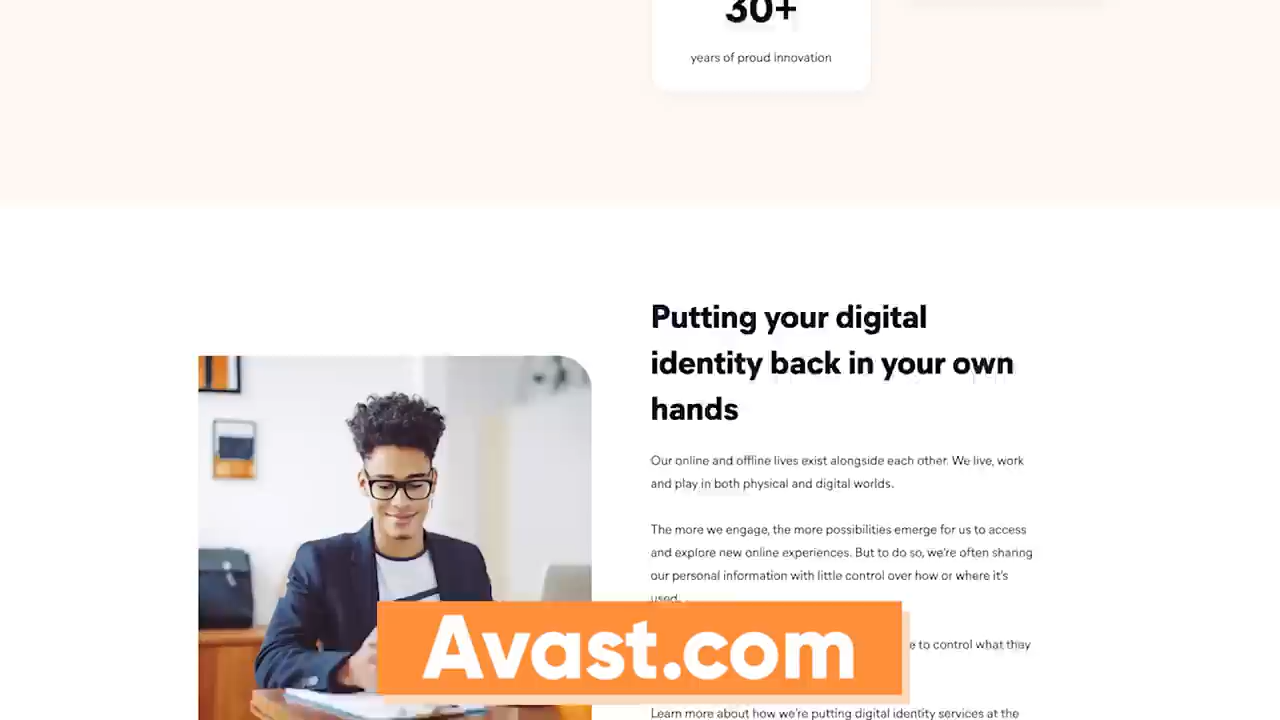 30+
years of proud innovation
Putting your digital
identity back in your own
hands
Our online and offline lives exist alongside each other. We live, work
and play in both physical and digital worlds.
The more we engage, the more possibilities emerge for us to access
and explore new online experiences. But to do so, we're often sharing
our personal information with little control over how or where it's
used.
to control what they
Avast.com
Learn more about how we're putting digital identity services at the